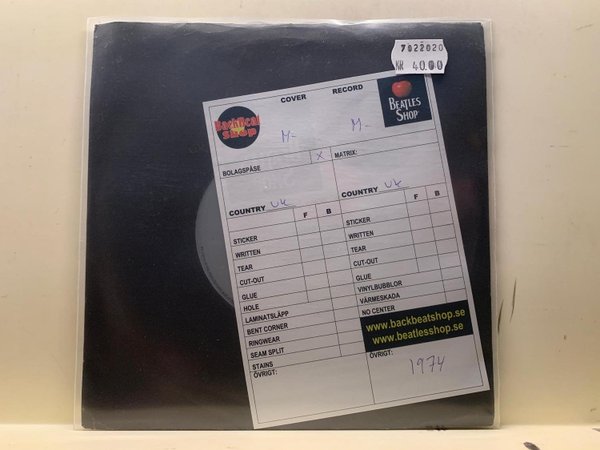 7022020
KR 40.00
COVER RECORD
BackBeat
SHOP
BEATLES
SHOP
M- M-
BOLAGSPÅSE X MATRIX:
COUNTRY UK COUNTRY UK
F B F B
STICKER STICKER
WRITTEN WRITTEN
TEAR TEAR
CUT-OUT CUT-OUT
GLUE GLUE
HOLE VINYLBUBBLOR
LAMINATSLÄPP VÄRMESKADA
BENT CORNER NO CENTER
RINGWEAR
SEAM SPLIT
STAINS
www.backbeatshop.se
www.beatlesshop.se
ÖVRIGT: ÖVRIGT:
1974